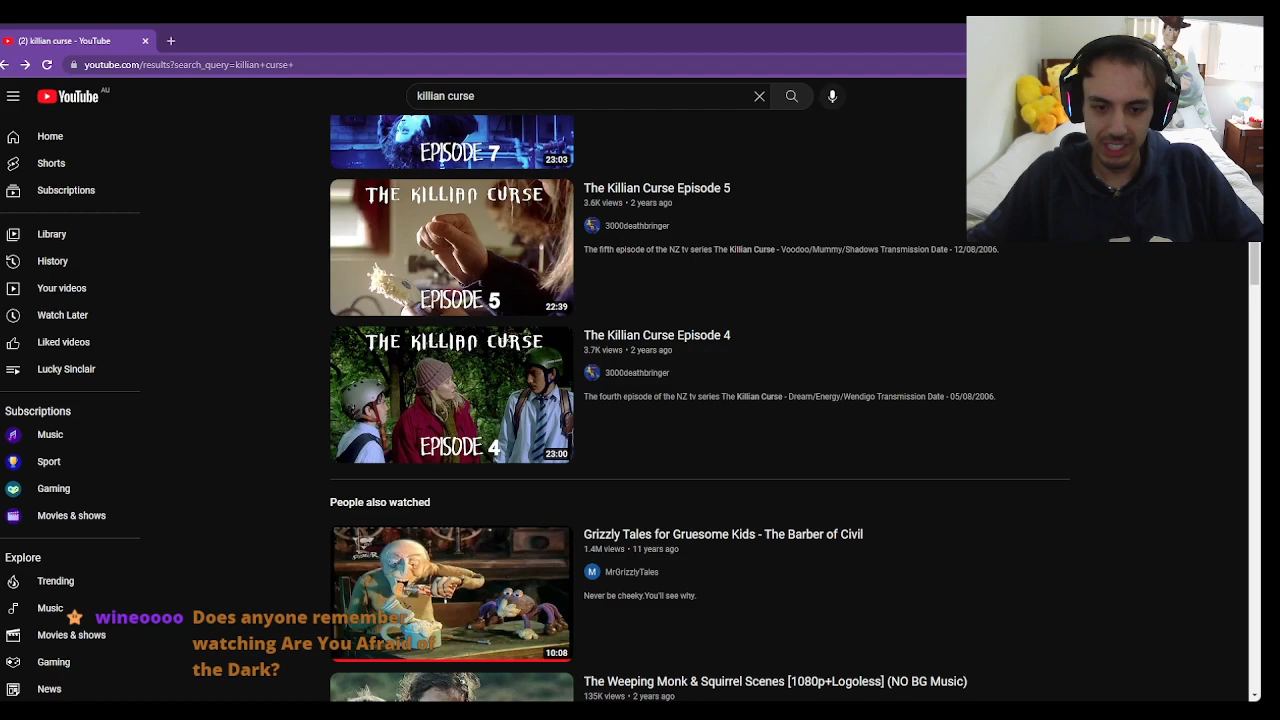 (2) killian curse - YouTube
youtube.com/results?search_query=killian+curse+
YouTube AU
killian curse
Home
Shorts
Subscriptions
Library
History
Your videos
Watch Later
Liked videos
Lucky Sinclair
Subscriptions
Music
Sport
Gaming
Movies & shows
Explore
Trending
Music
Movies & shows
Gaming
News
EPISODE 7
23:03
THE KILLIAN CURSE
EPISODE 5
22:39
The Killian Curse Episode 5
3.6K views • 2 years ago
3000deathbringer
The fifth episode of the NZ tv series The Killian Curse - Voodoo/Mummy/Shadows Transmission Date - 12/08/2006.
THE KILLIAN CURSE
EPISODE 4
23:00
The Killian Curse Episode 4
3.7K views • 2 years ago
3000deathbringer
The fourth episode of the NZ tv series The Killian Curse - Dream/Energy/Wendigo Transmission Date - 05/08/2006.
People also watched
10:08
Grizzly Tales for Gruesome Kids - The Barber of Civil
1.4M views • 11 years ago
M MrGrizzlyTales
Never be cheeky.You'll see why.
The Weeping Monk & Squirrel Scenes [1080p+Logoless] (NO BG Music)
135K views • 2 years ago
wineoooo Does anyone remember
watching Are You Afraid of
the Dark?